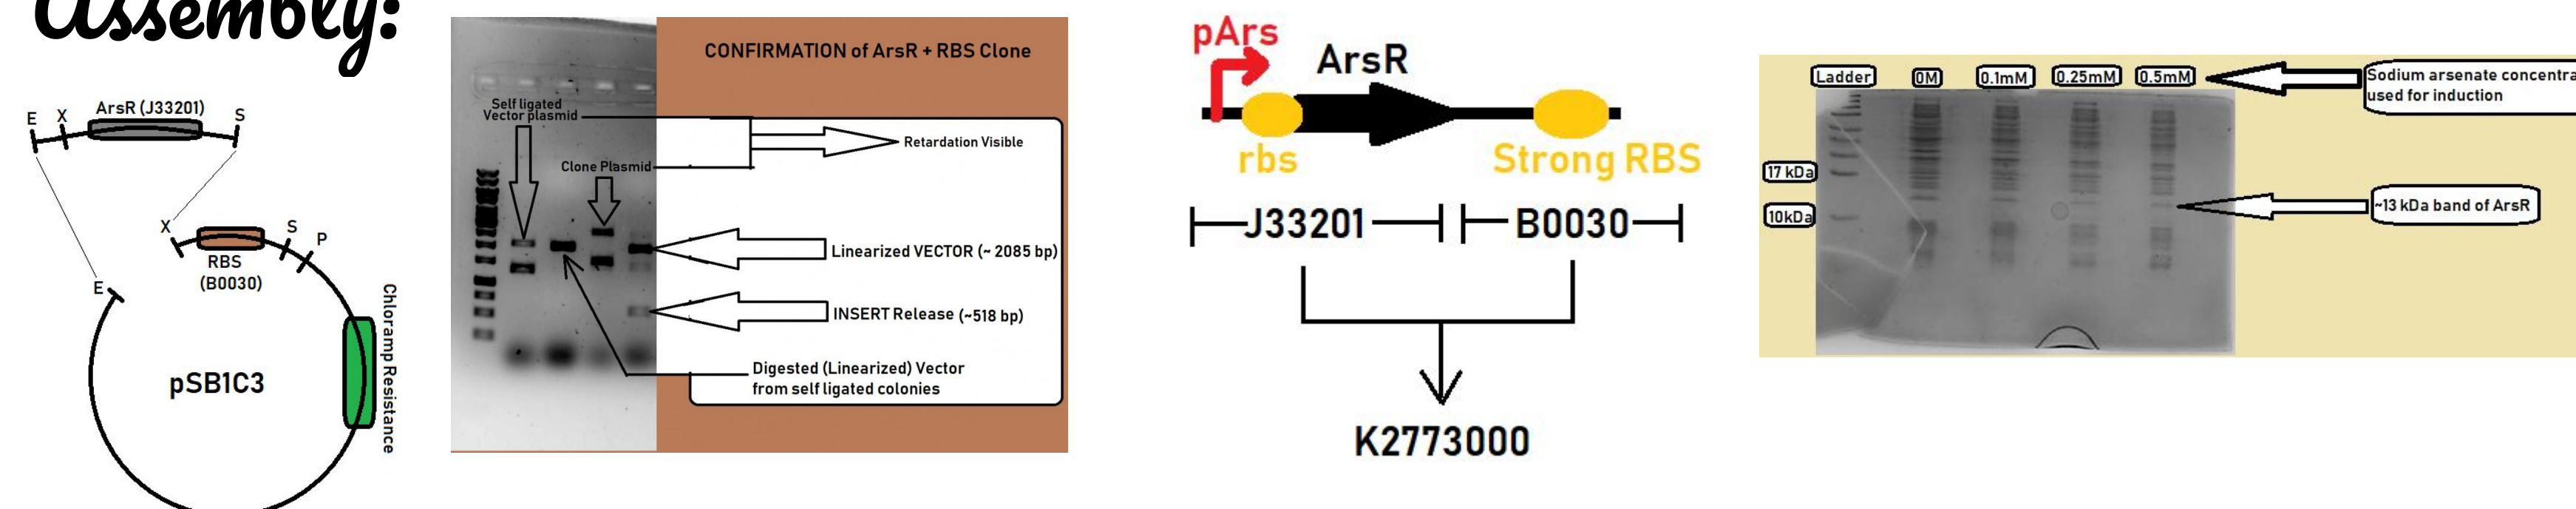 Assembly:
E X ArsR (J33201) S
X S P
RBS
(B0030)
E
pSB1C3
Chloramp Resistance
CONFIRMATION of ArsR + RBS Clone
Self ligated
Vector plasmid
Retardation Visible
Clone Plasmid
Linearized VECTOR (~ 2085 bp)
INSERT Release (~518 bp)
Digested (Linearized) Vector
from self ligated colonies
pArs
ArsR
rbs
Strong RBS
J33201 B0030
K2773000
Ladder 0M 0.1mM 0.25mM 0.5mM
Sodium arsenate concentra
used for induction
17 kDa
10kDa
~13 kDa band of ArsR